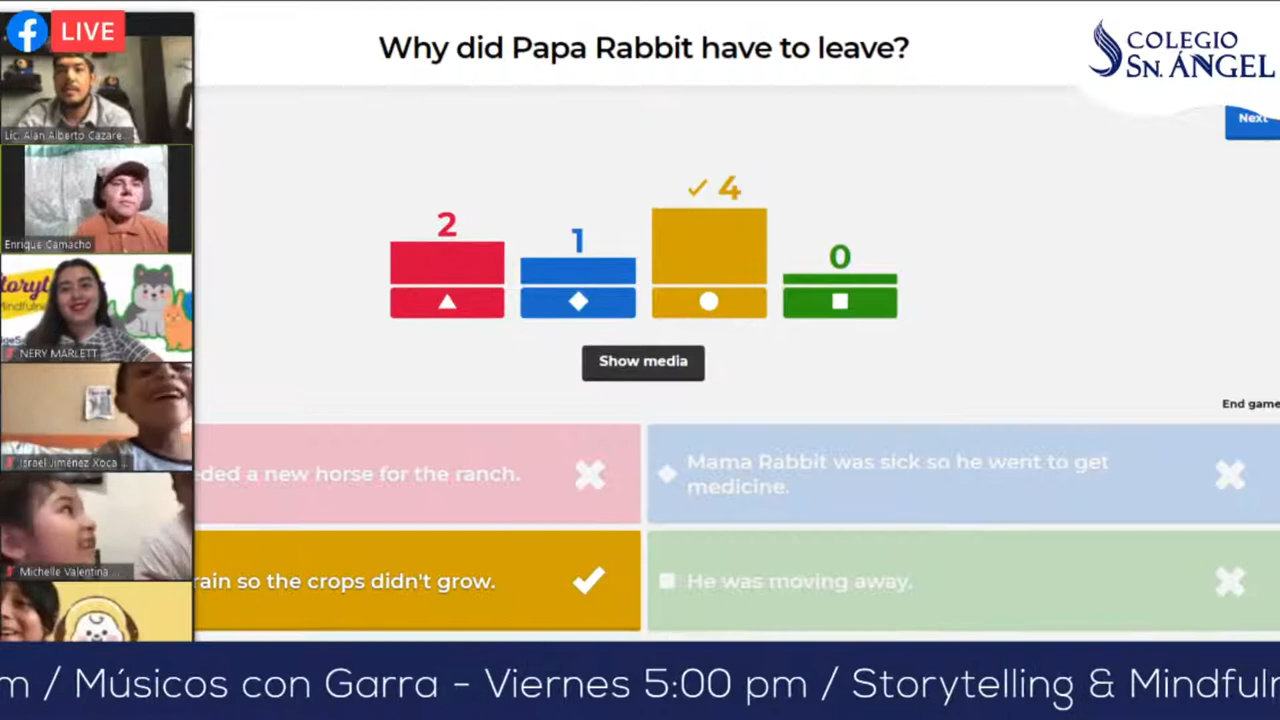 LIVE
Why did Papa Rabbit have to leave?
COLEGIO
SN. ÁNGEL
Next
Lic. Alan Alberto Cazare...
Enrique Camacho
NERY MARLETT
Israel Jiménez Xoca ...
Michelle Valentina ...
2
1
4
0
Show media
End game
eded a new horse for the ranch.
Mama Rabbit was sick so he went to get
medicine.
rain so the crops didn't grow.
He was moving away.
m / Músicos con Garra - Viernes 5:00 pm / Storytelling & Mindfuln